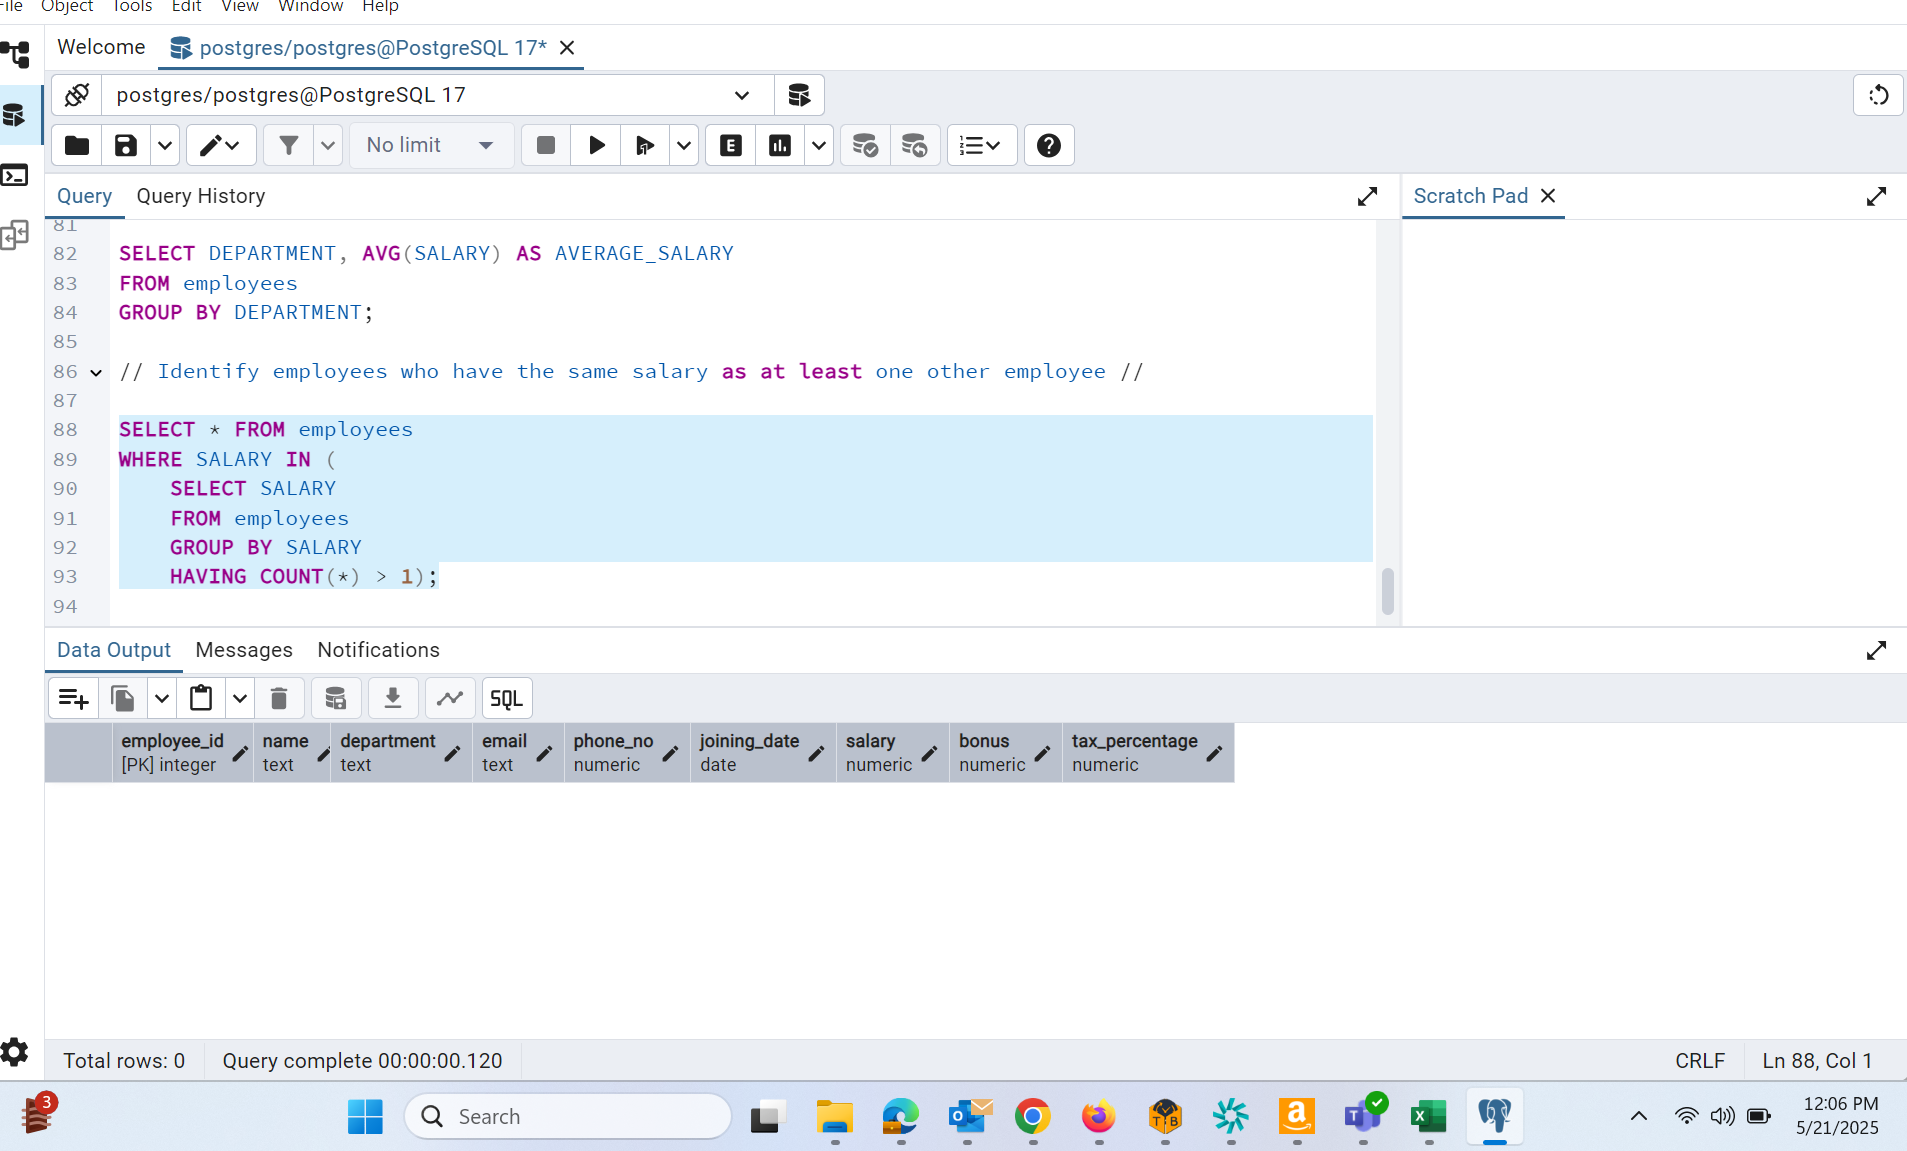 File Object Tools Edit View Window Help
Welcome postgres/postgres@PostgreSQL 17*
postgres/postgres@PostgreSQL 17
No limit
E
Query Query History
Scratch Pad
81
82 SELECT DEPARTMENT, AVG(SALARY) AS AVERAGE_SALARY
83 FROM employees
84 GROUP BY DEPARTMENT;
85
86 // Identify employees who have the same salary as at least one other employee //
87
88 SELECT * FROM employees
89 WHERE SALARY IN (
90 SELECT SALARY
91 FROM employees
92 GROUP BY SALARY
93 HAVING COUNT(*) > 1);
94
Data Output Messages Notifications
SQL
employee_id name department email phone_no joining_date salary bonus tax_percentage
[PK] integer text text text numeric date numeric numeric numeric
Total rows: 0 Query complete 00:00:00.120 CRLF Ln 88, Col 1
3
Search
12:06 PM
5/21/2025